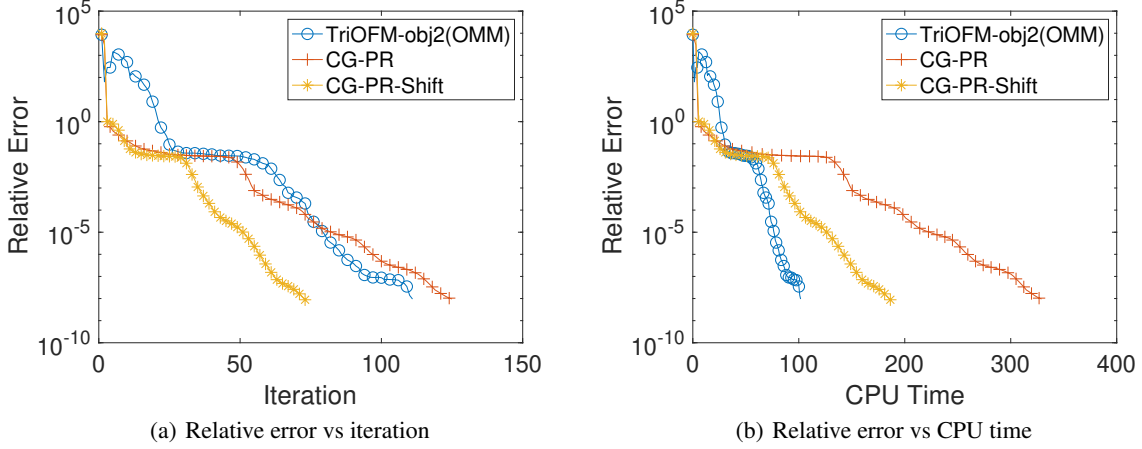 10^5
10^0
10^-5
10^-10
Relative Error
0
50
100
150
Iteration
TriOFM-obj2(OMM)
CG-PR
CG-PR-Shift
(a) Relative error vs iteration
10^5
10^0
10^-5
10^-10
Relative Error
0
100
200
300
400
CPU Time
TriOFM-obj2(OMM)
CG-PR
CG-PR-Shift
(b) Relative error vs CPU time